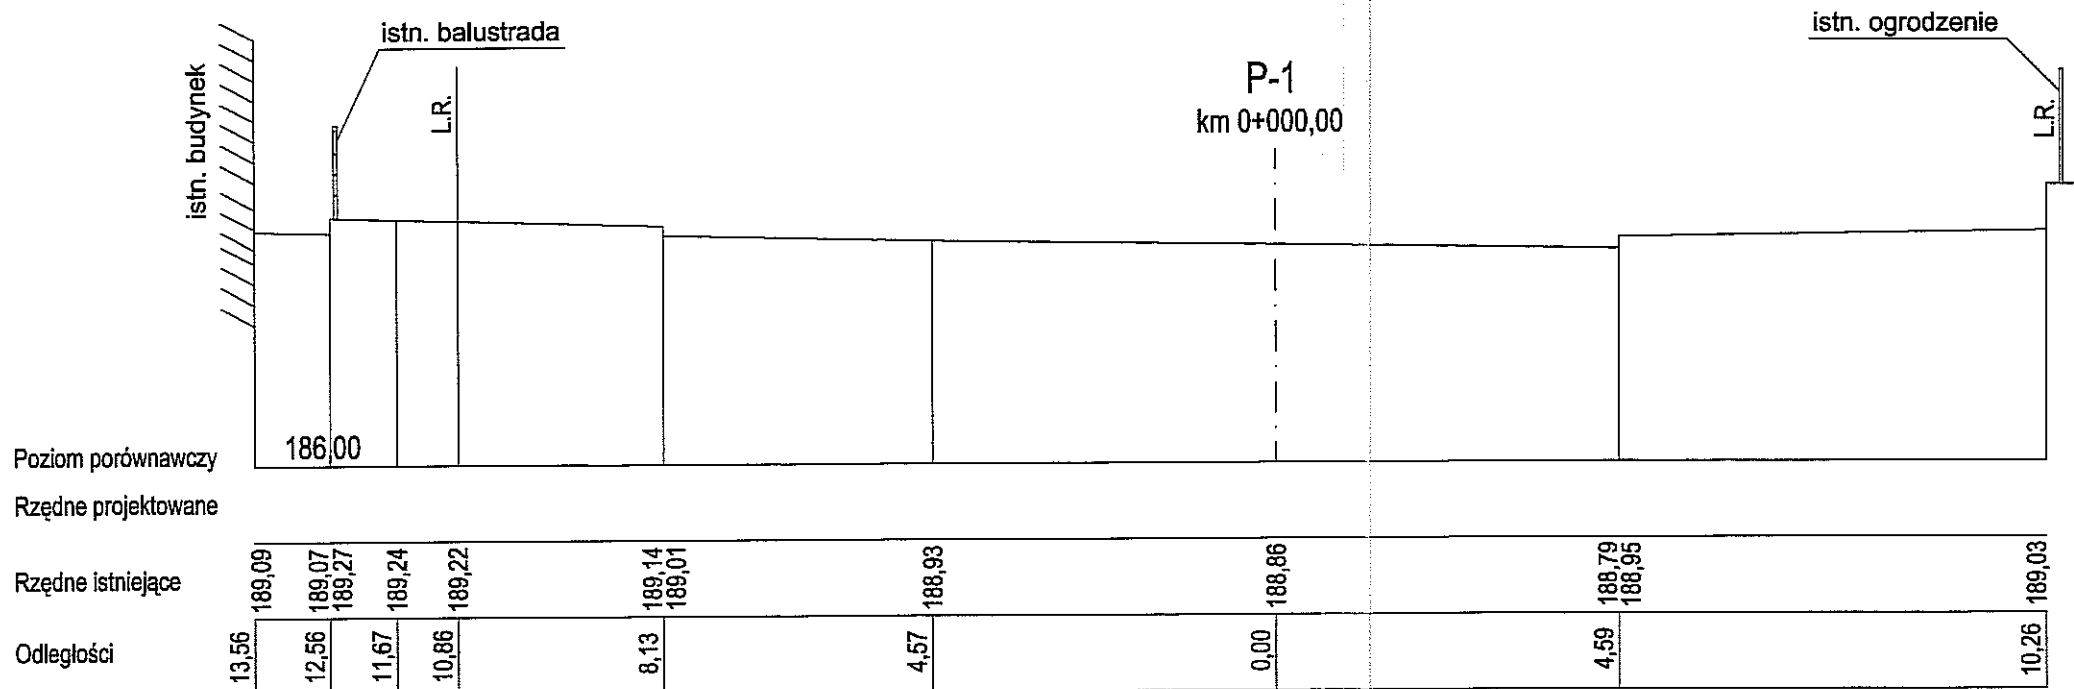 istn. balustrada
istn. ogrodzenie
istn. budynek
L.R.
P-1
km 0+000,00
L.R.
Poziom porównawczy
186,00
Rzędne projektowane
Rzędne istniejące
189,09
189,07
189,27
189,24
189,22
189,14
189,01
188,93
188,86
188,79
188,95
189,03
Odległości
13,56
12,56
11,67
10,86
8,13
4,57
0,00
4,59
10,26